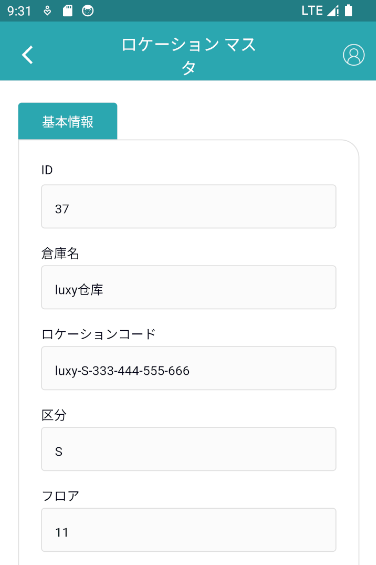 9:31
LTE
ロケーション マス
タ
基本情報
ID
37
倉庫名
luxy仓库
ロケーションコード
luxy-S-333-444-555-666
区分
S
フロア
11